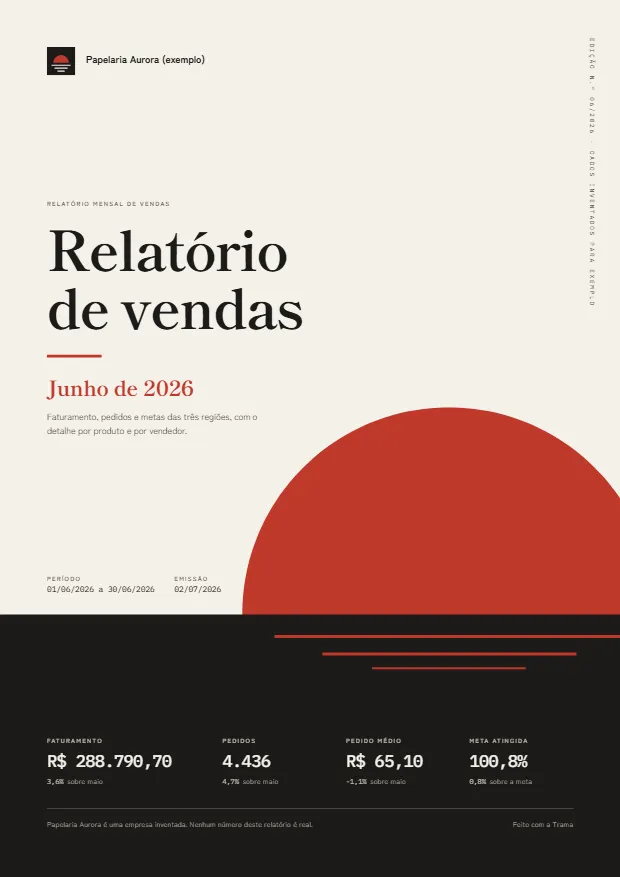 Papelaria Aurora (exemplo)
EDIÇÃO N.º 06/2026 · DADOS INVENTADOS PARA EXEMPLO
RELATÓRIO MENSAL DE VENDAS
Relatório
de vendas
Junho de 2026
Faturamento, pedidos e metas das três regiões, com o
detalhe por produto e por vendedor.
PERÍODO
01/06/2026 a 30/06/2026
EMISSÃO
02/07/2026
FATURAMENTO
R$ 288.790,70
3,6% sobre maio
PEDIDOS
4.436
4,7% sobre maio
PEDIDO MÉDIO
R$ 65,10
-1,1% sobre maio
META ATINGIDA
100,8%
0,8% sobre a meta
Papelaria Aurora é uma empresa inventada. Nenhum número deste relatório é real.
Feito com a Trama